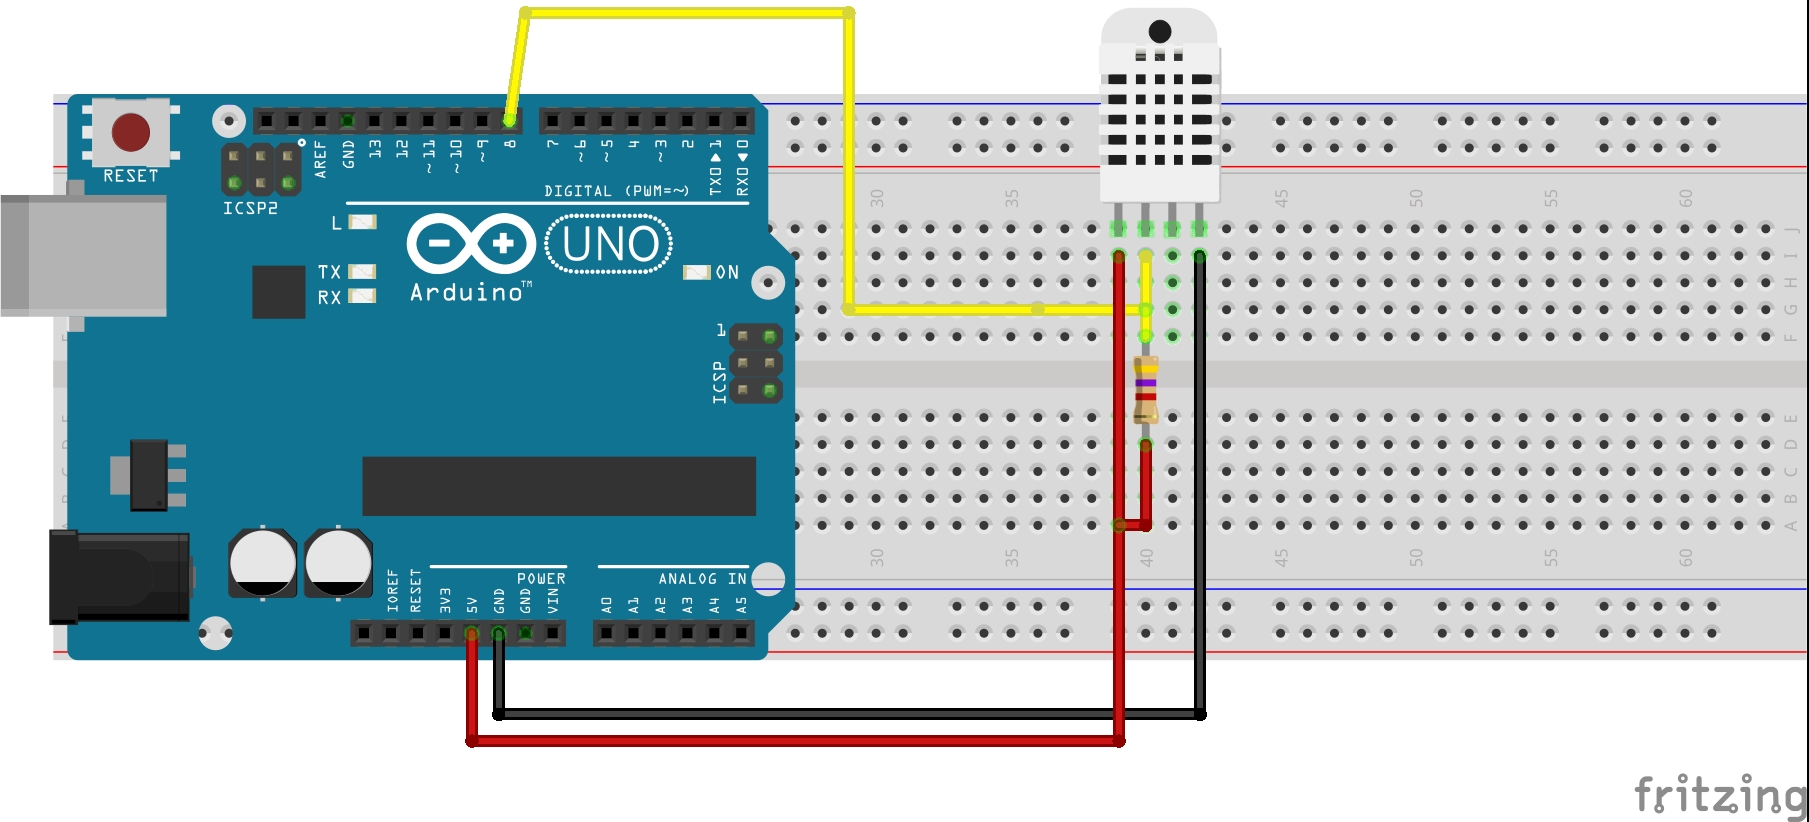 RESET
ICSP2
AREF
GND
13
12
~11
~10
~9
8
7
~6
~5
4
~3
2
TX0▶1
RX0◀0
DIGITAL (PWM=~)
L
TX
RX
UNO
Arduino™
ON
1
ICSP
IOREF
RESET
3V3
5V
GND
GND
VIN
POWER
A0
A1
A2
A3
A4
A5
ANALOG IN
30
35
50
45
55
60
J
I
H
G
F
E
D
C
B
A
30
35
40
45
50
55
60
fritzing